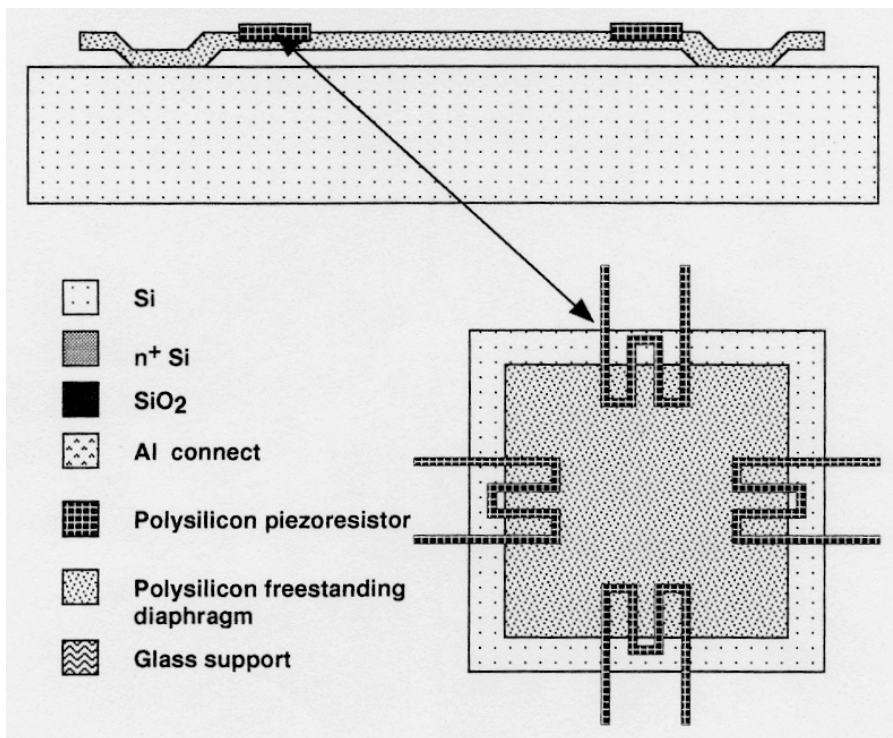 Si
n+ Si
SiO2
Al connect
Polysilicon piezoresistor
Polysilicon freestanding
diaphragm
Glass support